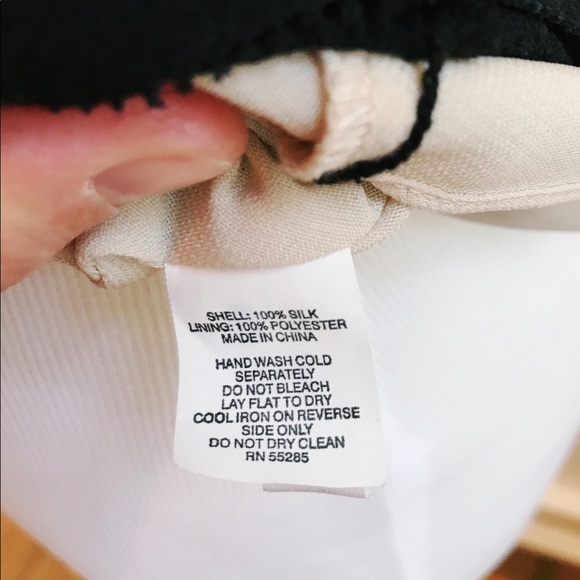 SHELL: 100% SILK
LINING: 100% POLYESTER
MADE IN CHINA
HAND WASH COLD
SEPARATELY
DO NOT BLEACH
LAY FLAT TO DRY
COOL IRON ON REVERSE
SIDE ONLY
DO NOT DRY CLEAN
RN 55285